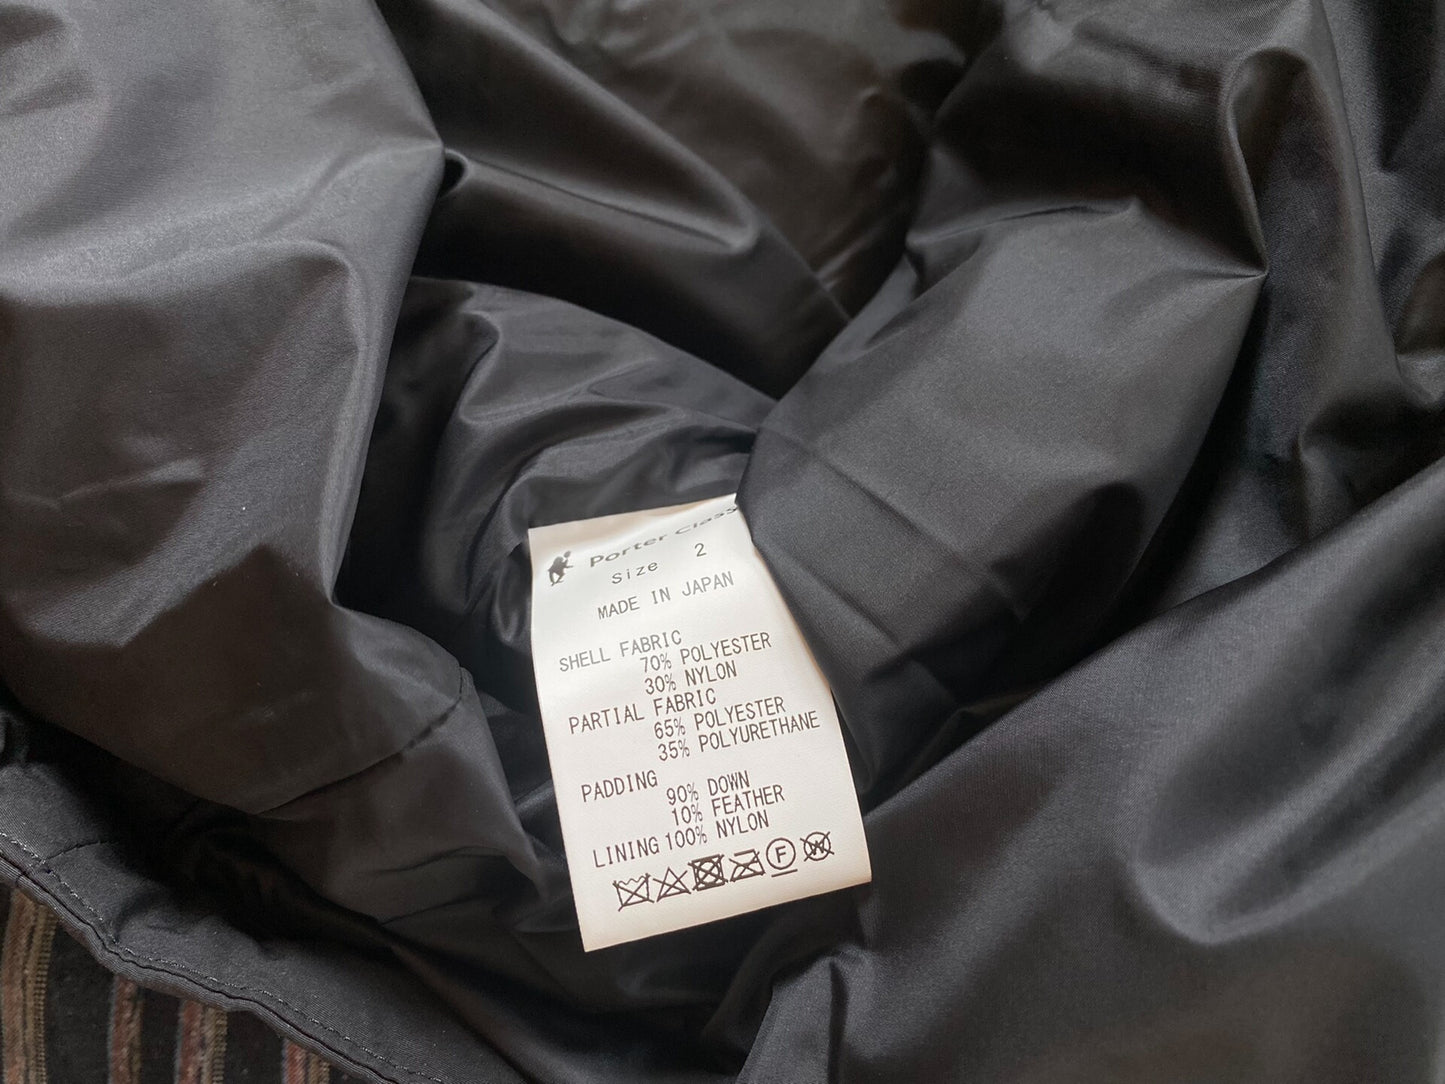 Porter Class
Size 2
MADE IN JAPAN
SHELL FABRIC
70% POLYESTER
30% NYLON
PARTIAL FABRIC
65% POLYESTER
35% POLYURETHANE
PADDING
90% DOWN
10% FEATHER
LINING 100% NYLON
F W